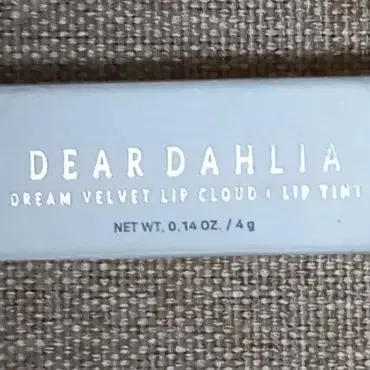 DEAR DAHLIA
DREAM VELVET LIP CLOUD LIP TINT
NET WT. 0.14 OZ. / 4 g